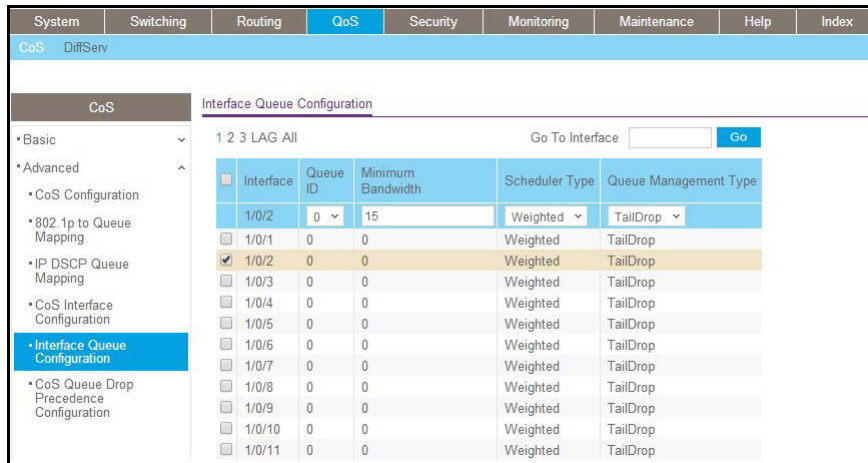 System Switching Routing QoS Security Monitoring Maintenance Help Index
CoS DiffServ
CoS
Basic
Advanced
CoS Configuration
802.1p to Queue
Mapping
IP DSCP Queue
Mapping
CoS Interface
Configuration
Interface Queue
Configuration
CoS Queue Drop
Precedence
Configuration
Interface Queue Configuration
1 2 3 LAG All Go To Interface Go
Interface Queue ID Minimum Bandwidth Scheduler Type Queue Management Type
1/0/2 0 15 Weighted TailDrop
1/0/1 0 0 Weighted TailDrop
1/0/2 0 0 Weighted TailDrop
1/0/3 0 0 Weighted TailDrop
1/0/4 0 0 Weighted TailDrop
1/0/5 0 0 Weighted TailDrop
1/0/6 0 0 Weighted TailDrop
1/0/7 0 0 Weighted TailDrop
1/0/8 0 0 Weighted TailDrop
1/0/9 0 0 Weighted TailDrop
1/0/10 0 0 Weighted TailDrop
1/0/11 0 0 Weighted TailDrop